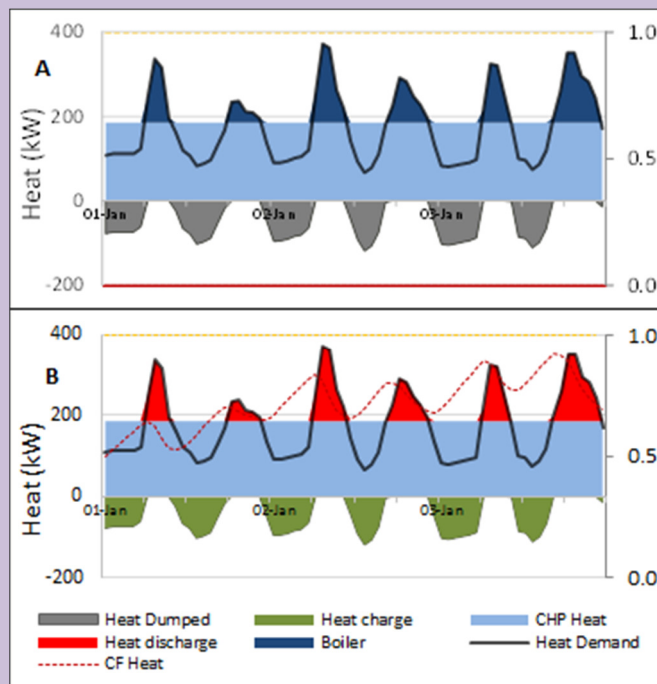 400
1.0
A
200
Heat (kW)
0.5
0
01-Jan
02-Jan
03-Jan
-200
0.0
400
1.0
B
200
Heat (kW)
0.5
0
01-Jan
02-Jan
03-Jan
-200
0.0
Heat Dumped Heat charge CHP Heat
Heat discharge Boiler Heat Demand
CF Heat